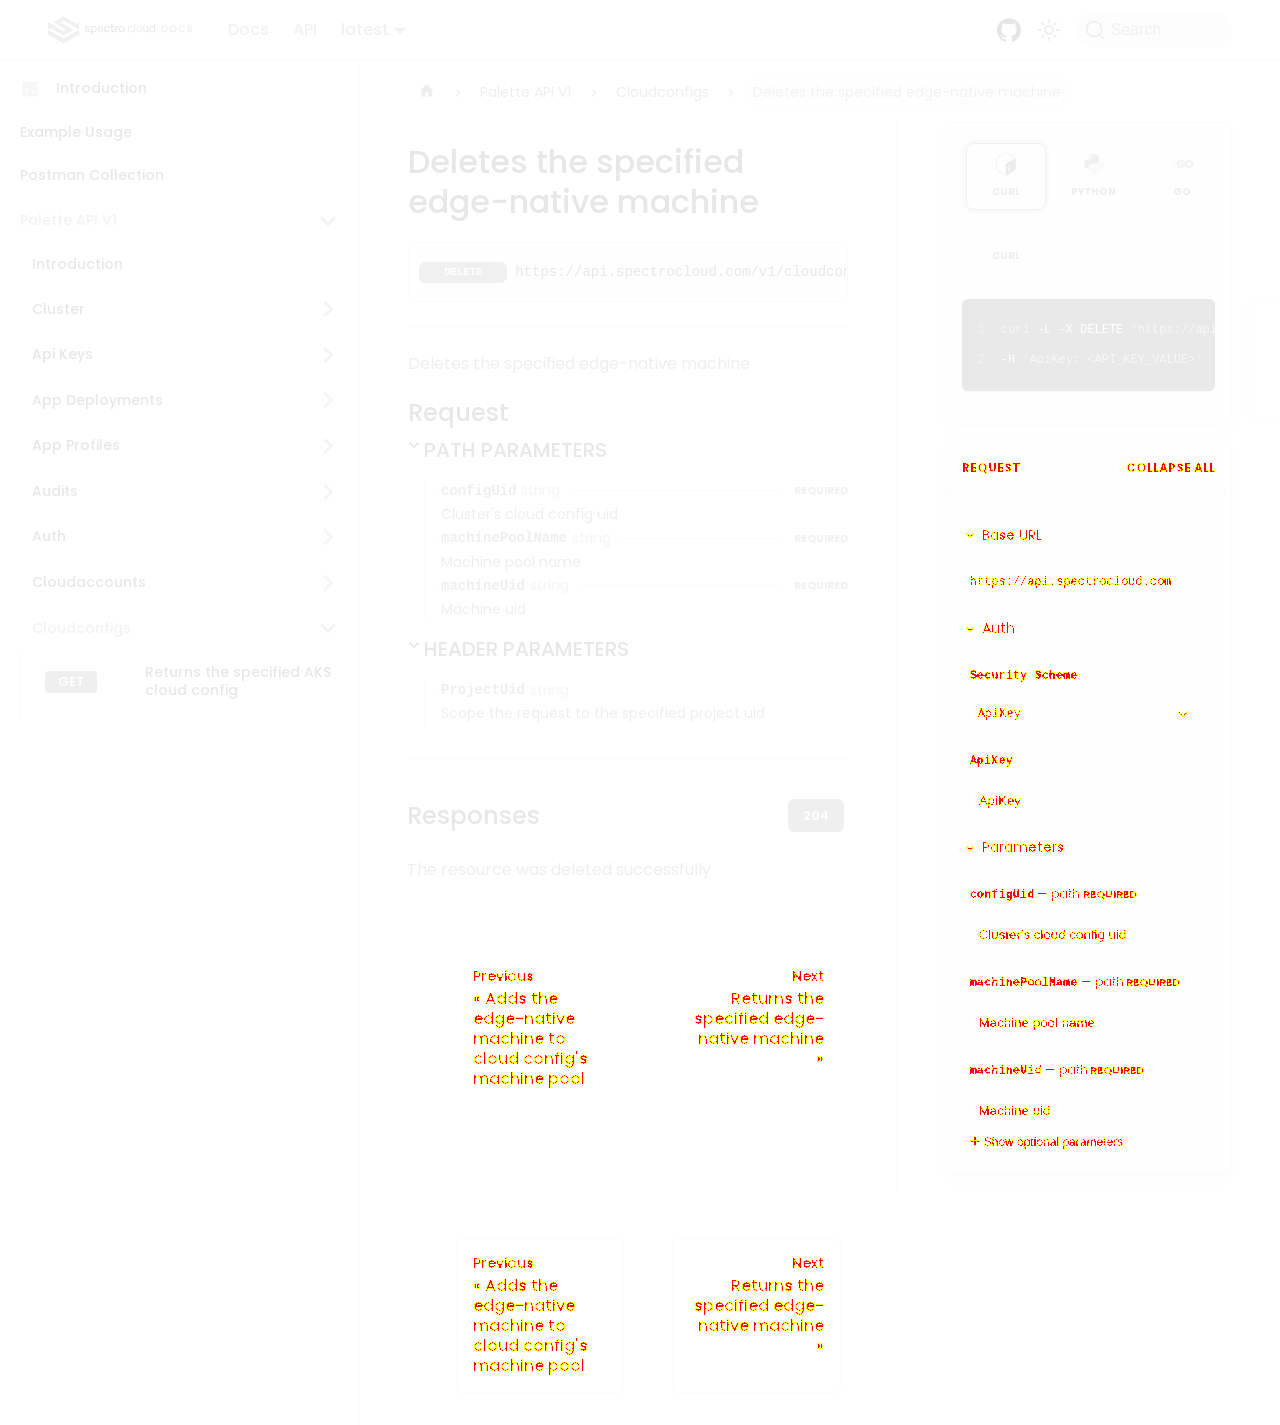 spectro cloud DOCS
Docs API latest
Search
Introduction
Example Usage
Postman Collection
Palette API V1
Introduction
Cluster
Api Keys
App Deployments
App Profiles
Audits
Auth
Cloudaccounts
Cloudconfigs
GET Returns the specified AKS
cloud config
Palette API V1 Cloudconfigs Deletes the specified edge-native machine
Deletes the specified
edge-native machine
DELETE https://api.spectrocloud.com/v1/cloudcon
Deletes the specified edge-native machine
Request
PATH PARAMETERS
configUid string REQUIRED
Cluster's cloud config uid
machinePoolName string REQUIRED
Machine pool name
machineUid string REQUIRED
Machine uid
HEADER PARAMETERS
ProjectUid string
Scope the request to the specified project uid
Responses
204
The resource was deleted successfully
Previous
« Adds the
edge-native
machine to
cloud config's
machine pool
Next
Returns the
specified edge-
native machine
»
Previous
« Adds the
edge-native
machine to
cloud config's
machine pool
Next
Returns the
specified edge-
native machine
»
CURL PYTHON GO
CURL
1 curl -L -X DELETE 'https://api
2 -H 'ApiKey: <API_KEY_VALUE>'
REQUEST COLLAPSE ALL
Base URL
https://api.spectrocloud.com
Auth
Security Scheme
ApiKey
ApiKey
ApiKey
Parameters
configUid — path REQUIRED
Cluster's cloud config uid
machinePoolName — path REQUIRED
Machine pool name
machineUid — path REQUIRED
Machine uid
Show optional parameters